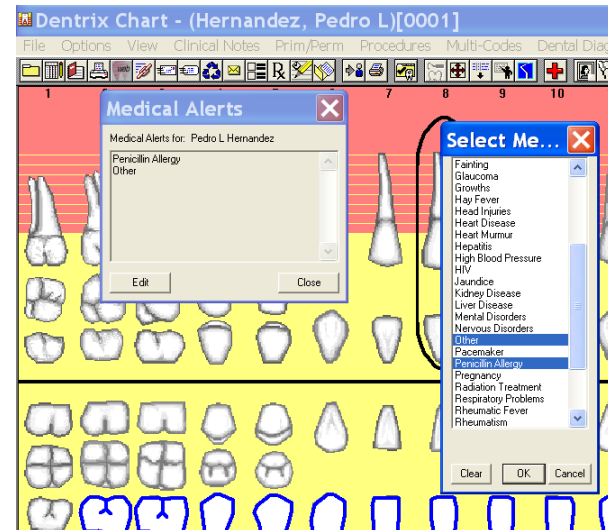 Dentrix Chart - (Hernandez, Pedro L)[0001]
File Options View Clinical Notes Prim/Perm Procedures Multi-Codes Dental Diag
1 7 8 9 10
Medical Alerts
Medical Alerts for: Pedro L Hernandez
Penicillin Allergy
Other
Edit Close
Select Me...
Fainting
Glaucoma
Growths
Hay Fever
Head Injuries
Heart Disease
Heart Murmur
Hepatitis
High Blood Pressure
HIV
Jaundice
Kidney Disease
Liver Disease
Mental Disorders
Nervous Disorders
Other
Pacemaker
Penicillin Allergy
Pregnancy
Radiation Treatment
Respiratory Problems
Rheumatic Fever
Rheumatism
Clear OK Cancel